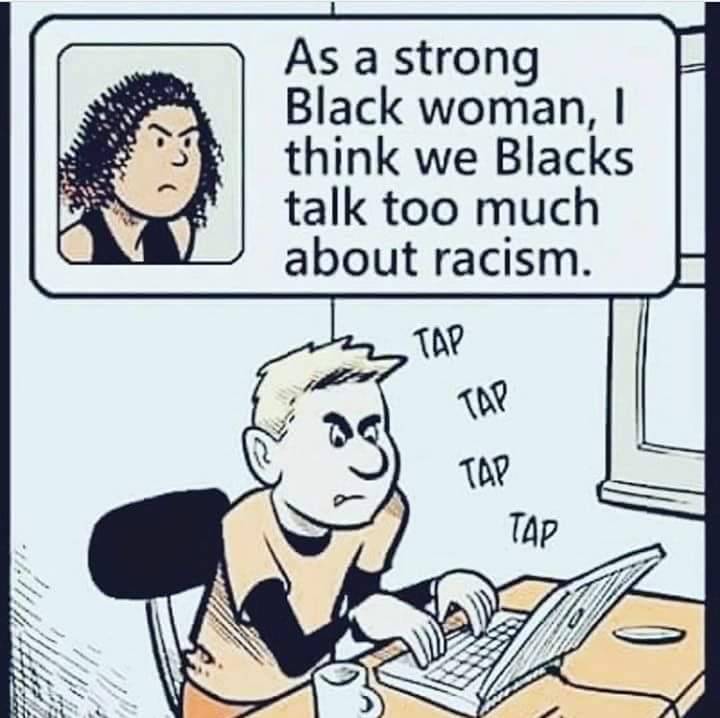 As a strong
Black woman, I
think we Blacks
talk too much
about racism.
TAP
TAP
TAP
TAP